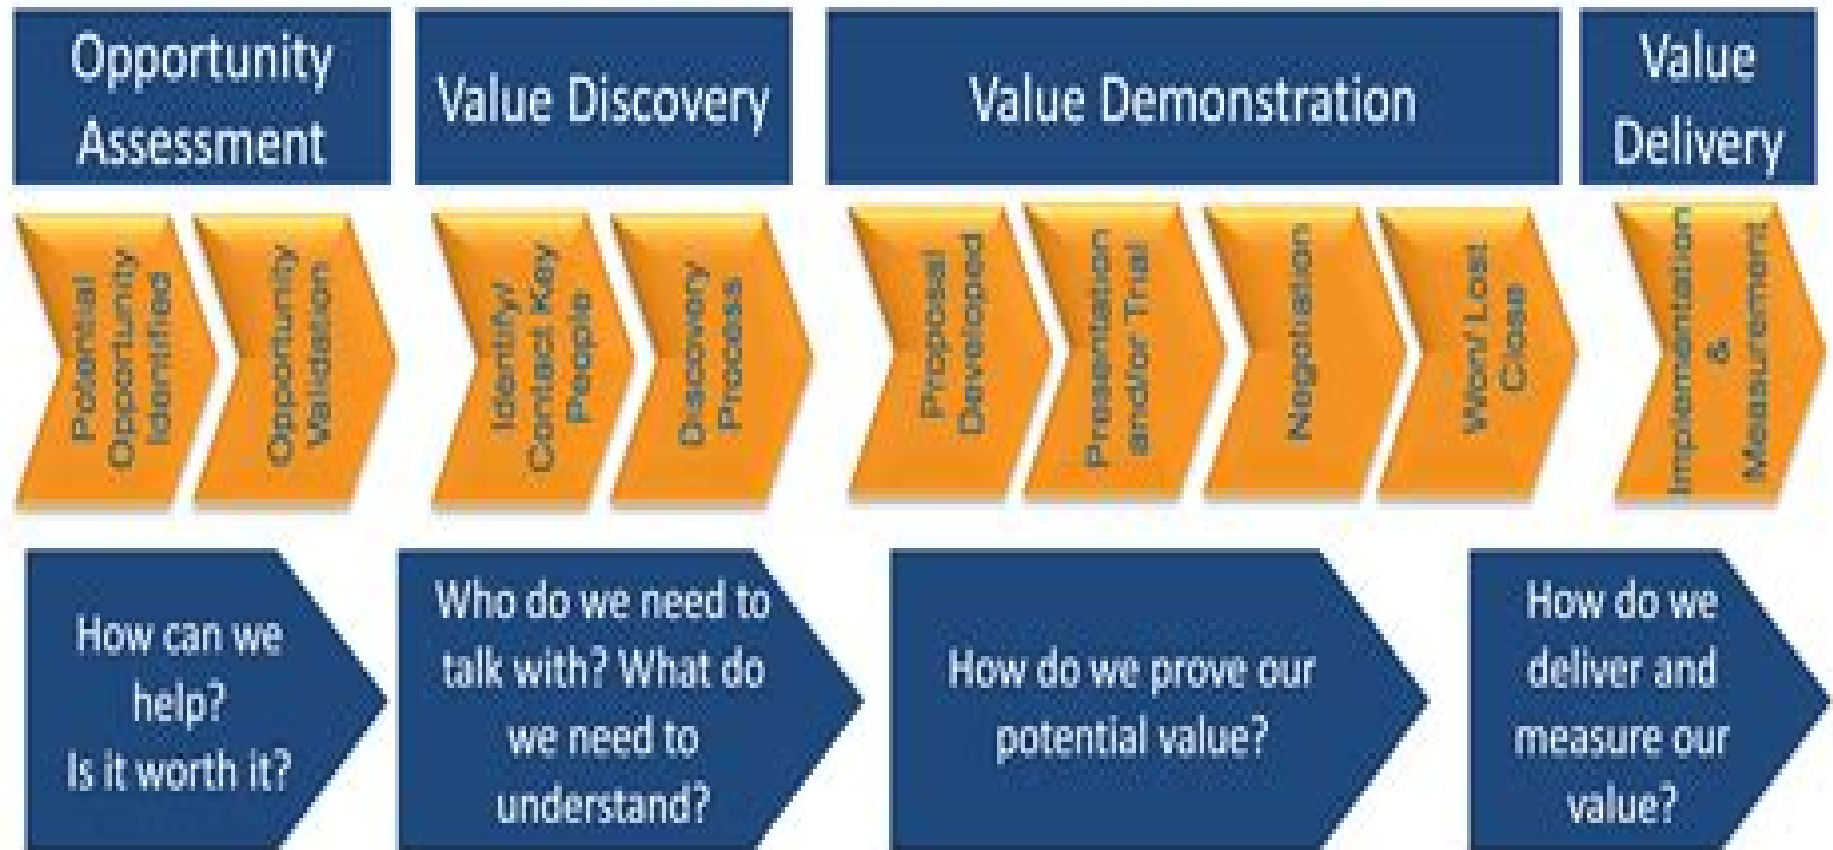 Opportunity
Assessment
Value Discovery
Value Demonstration
Value
Delivery
Potential
Opportunity
Identified
Opportunity
Validation
Identify/
Contact Key
People
Discovery
Process
Proposal
Developed
Presentation
and/or Trial
Negotiation
Won/Lost
Close
Implementation
&
Measurement
How can we
help?
Is it worth it?
Who do we need to
talk with? What do
we need to
understand?
How do we prove our
potential value?
How do we
deliver and
measure our
value?